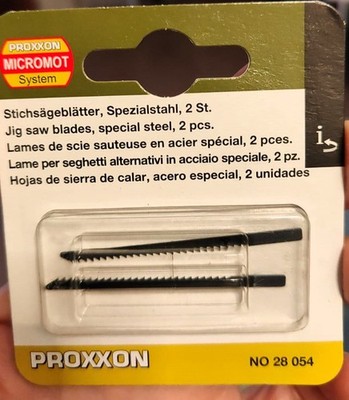 PROXXON
MICROMOT
System
Stichsägeblätter, Spezialstahl, 2 St.
Jig saw blades, special steel, 2 pcs.
Lames de scie sauteuse en acier spécial, 2 pces.
Lame per seghetti alternativi in acciaio speciale, 2 pz.
Hojas de sierra de calar, acero especial, 2 unidades
i
PROXXON
NO 28 054